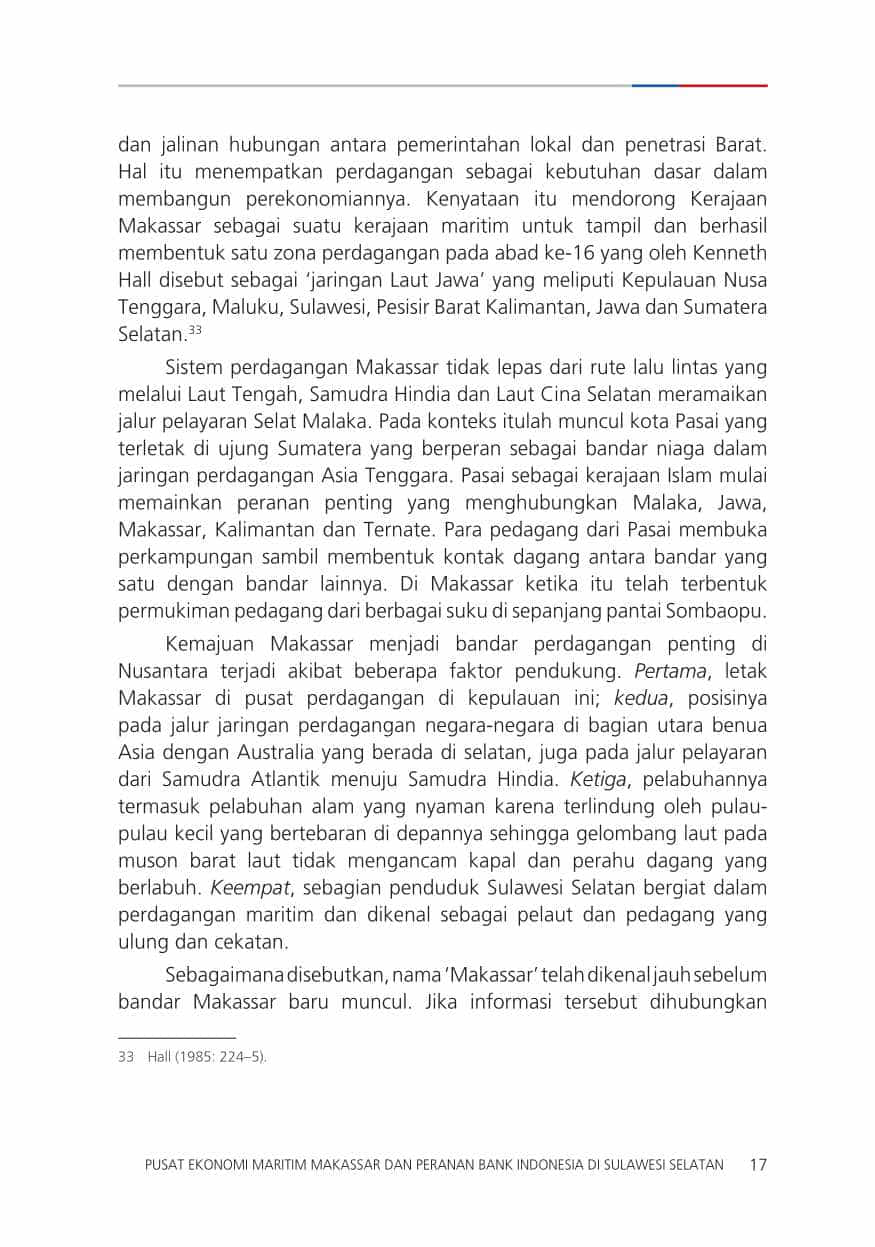 dan jalinan hubungan antara pemerintahan lokal dan penetrasi Barat.
Hal itu menempatkan perdagangan sebagai kebutuhan dasar dalam
membangun perekonomiannya. Kenyataan itu mendorong Kerajaan
Makassar sebagai suatu kerajaan maritim untuk tampil dan berhasil
membentuk satu zona perdagangan pada abad ke-16 yang oleh Kenneth
Hall disebut sebagai ‘jaringan Laut Jawa’ yang meliputi Kepulauan Nusa
Tenggara, Maluku, Sulawesi, Pesisir Barat Kalimantan, Jawa dan Sumatera
Selatan.³³
Sistem perdagangan Makassar tidak lepas dari rute lalu lintas yang
melalui Laut Tengah, Samudra Hindia dan Laut Cina Selatan meramaikan
jalur pelayaran Selat Malaka. Pada konteks itulah muncul kota Pasai yang
terletak di ujung Sumatera yang berperan sebagai bandar niaga dalam
jaringan perdagangan Asia Tenggara. Pasai sebagai kerajaan Islam mulai
memainkan peranan penting yang menghubungkan Malaka, Jawa,
Makassar, Kalimantan dan Ternate. Para pedagang dari Pasai membuka
perkampungan sambil membentuk kontak dagang antara bandar yang
satu dengan bandar lainnya. Di Makassar ketika itu telah terbentuk
permukiman pedagang dari berbagai suku di sepanjang pantai Sombaopu.
Kemajuan Makassar menjadi bandar perdagangan penting di
Nusantara terjadi akibat beberapa faktor pendukung. Pertama, letak
Makassar di pusat perdagangan di kepulauan ini; kedua, posisinya
pada jalur jaringan perdagangan negara-negara di bagian utara benua
Asia dengan Australia yang berada di selatan, juga pada jalur pelayaran
dari Samudra Atlantik menuju Samudra Hindia. Ketiga, pelabuhannya
termasuk pelabuhan alam yang nyaman karena terlindung oleh pulau-
pulau kecil yang bertebaran di depannya sehingga gelombang laut pada
muson barat laut tidak mengancam kapal dan perahu dagang yang
berlabuh. Keempat, sebagian penduduk Sulawesi Selatan bergiat dalam
perdagangan maritim dan dikenal sebagai pelaut dan pedagang yang
ulung dan cekatan.
Sebagaimana disebutkan, nama ‘Makassar’ telah dikenal jauh sebelum
bandar Makassar baru muncul. Jika informasi tersebut dihubungkan
33 Hall (1985: 224–5).
PUSAT EKONOMI MARITIM MAKASSAR DAN PERANAN BANK INDONESIA DI SULAWESI SELATAN 17